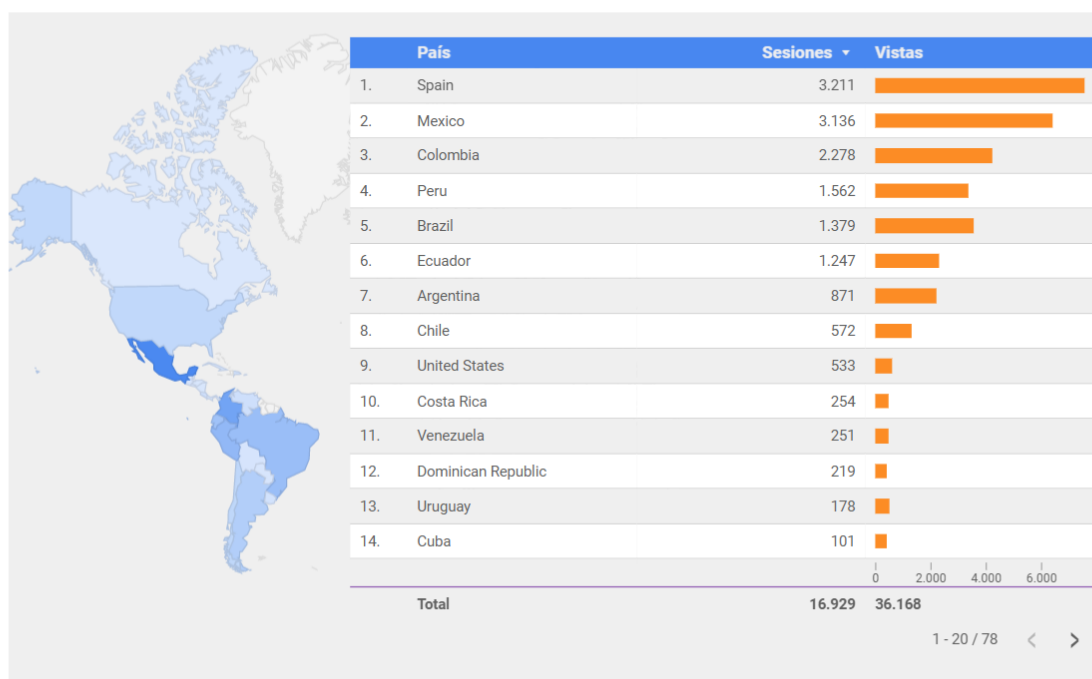 País Sesiones Vistas
1. Spain 3.211
2. Mexico 3.136
3. Colombia 2.278
4. Peru 1.562
5. Brazil 1.379
6. Ecuador 1.247
7. Argentina 871
8. Chile 572
9. United States 533
10. Costa Rica 254
11. Venezuela 251
12. Dominican Republic 219
13. Uruguay 178
14. Cuba 101
0 2.000 4.000 6.000
Total 16.929 36.168
1 - 20 / 78